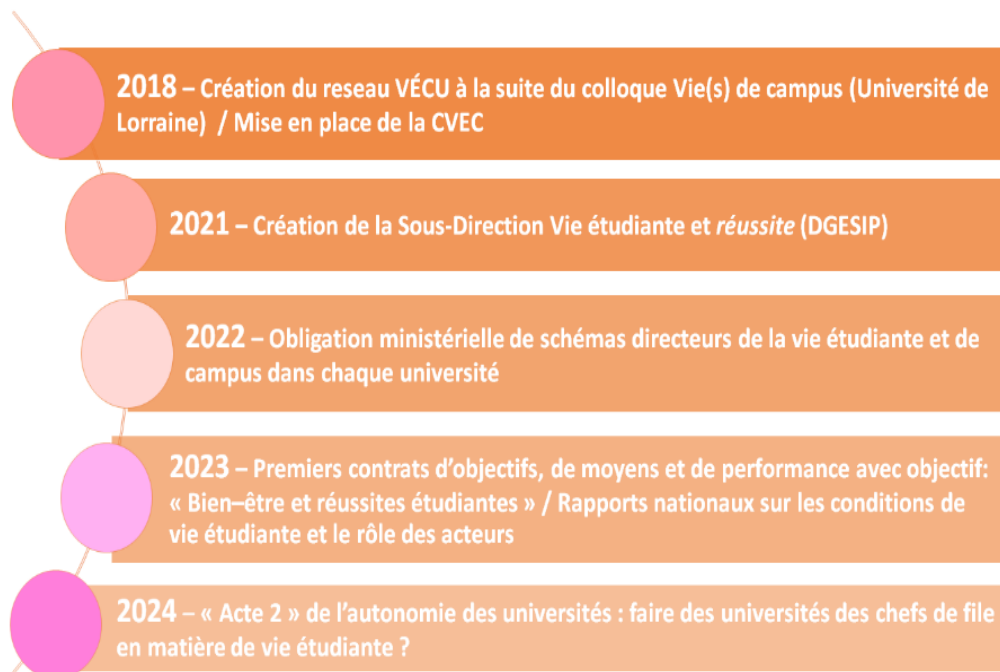 2018 – Création du reseau VÉCU à la suite du colloque Vie(s) de campus (Université de
Lorraine) / Mise en place de la CVEC
2021 – Création de la Sous-Direction Vie étudiante et réussite (DGESIP)
2022 – Obligation ministérielle de schémas directeurs de la vie étudiante et de
campus dans chaque université
2023 – Premiers contrats d’objectifs, de moyens et de performance avec objectif:
« Bien–être et réussites étudiantes » / Rapports nationaux sur les conditions de
vie étudiante et le rôle des acteurs
2024 – « Acte 2 » de l’autonomie des universités : faire des universités des chefs de file
en matière de vie étudiante ?